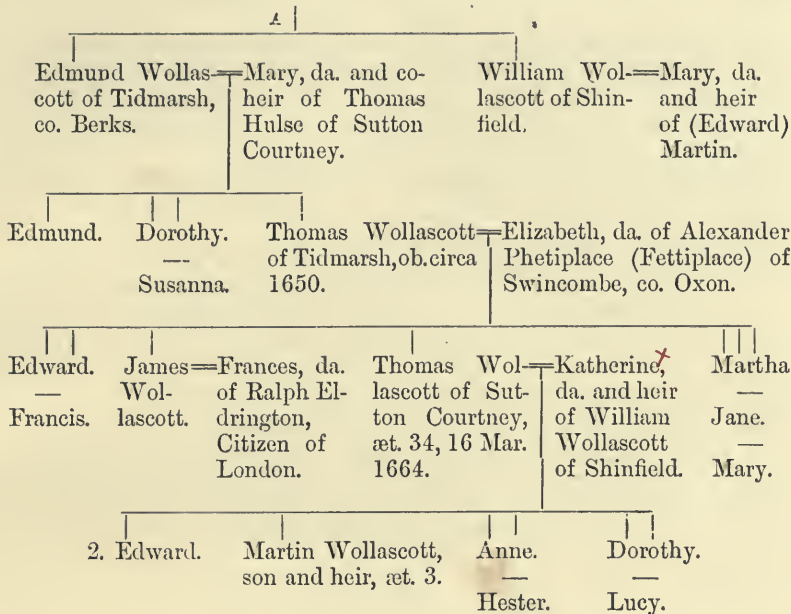 A
Edmund Wollas-
cott of Tidmarsh,
co. Berks.
Mary, da. and co-
heir of Thomas
Hulse of Sutton
Courtney.
William Wol-
lascott of Shin-
field.
Mary, da.
and heir
of (Edward)
Martin.
Edmund.
Dorothy.
—
Susanna.
Thomas Wollascott
of Tidmarsh, ob. circa
1650.
Elizabeth, da. of Alexander
Phetiplace (Fettiplace) of
Swincombe, co. Oxon.
Edward.
—
Francis.
James
Wol-
lascott.
Frances, da.
of Ralph El-
drington,
Citizen of
London.
Thomas Wol-
lascott of Sut-
ton Courtney,
æt. 34, 16 Mar.
1664.
Katherine,
da. and heir
of William
Wollascott
of Shinfield.
Martha
—
Jane.
—
Mary.
2. Edward.
Martin Wollascott,
son and heir, æt. 3.
Anne.
—
Hester.
Dorothy.
—
Lucy.